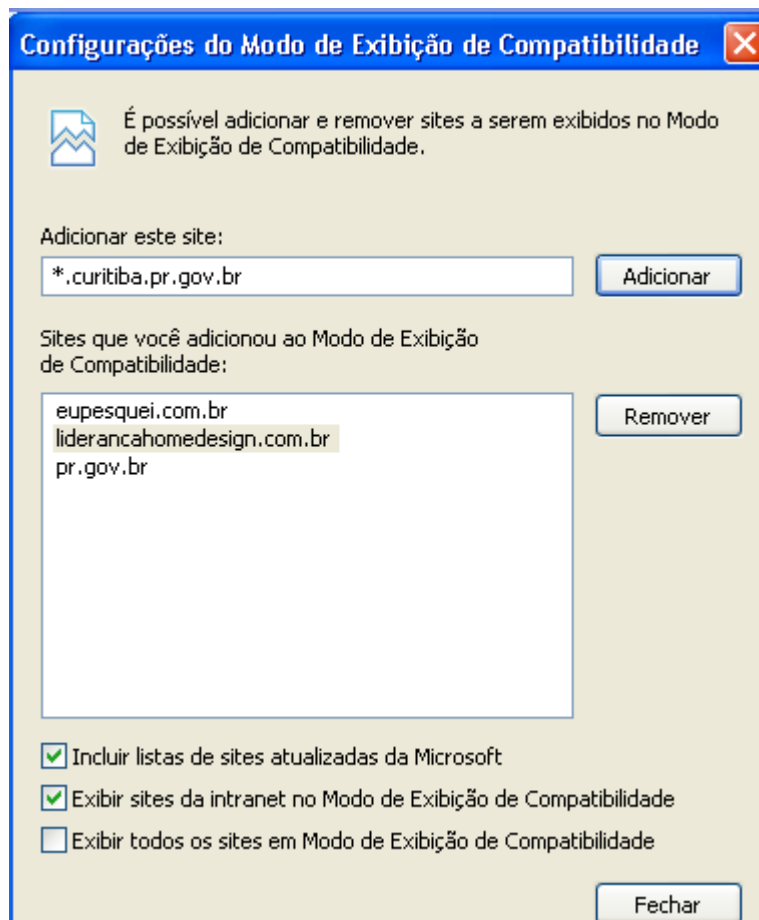 Configurações do Modo de Exibição de Compatibilidade
É possível adicionar e remover sites a serem exibidos no Modo
de Exibição de Compatibilidade.
Adicionar este site:
*.curitiba.pr.gov.br
Adicionar
Sites que você adicionou ao Modo de Exibição
de Compatibilidade:
eupesquei.com.br
liderancahomedesign.com.br
pr.gov.br
Remover
Incluir listas de sites atualizadas da Microsoft
Exibir sites da intranet no Modo de Exibição de Compatibilidade
Exibir todos os sites em Modo de Exibição de Compatibilidade
Fechar